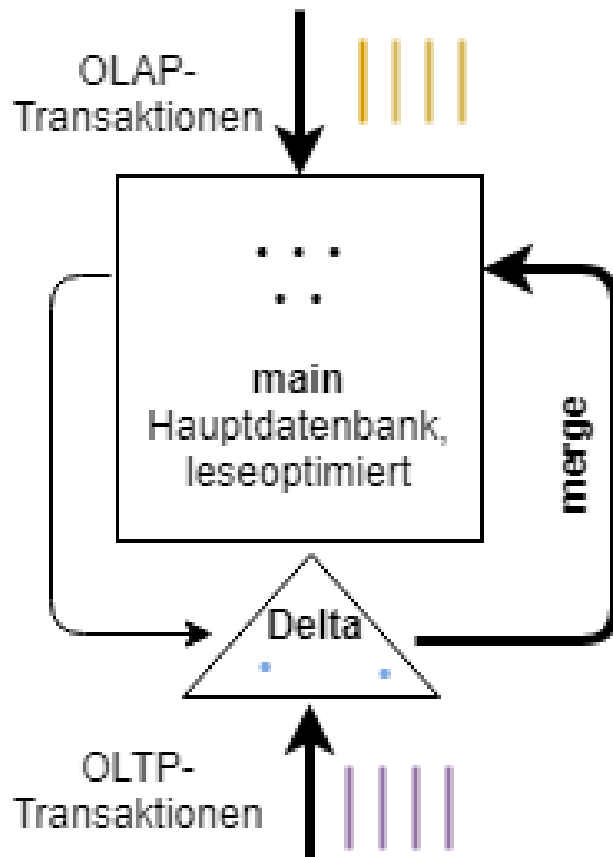 OLAP-
Transaktionen
main
Hauptdatenbank,
leseoptimiert
merge
Delta
OLTP-
Transaktionen